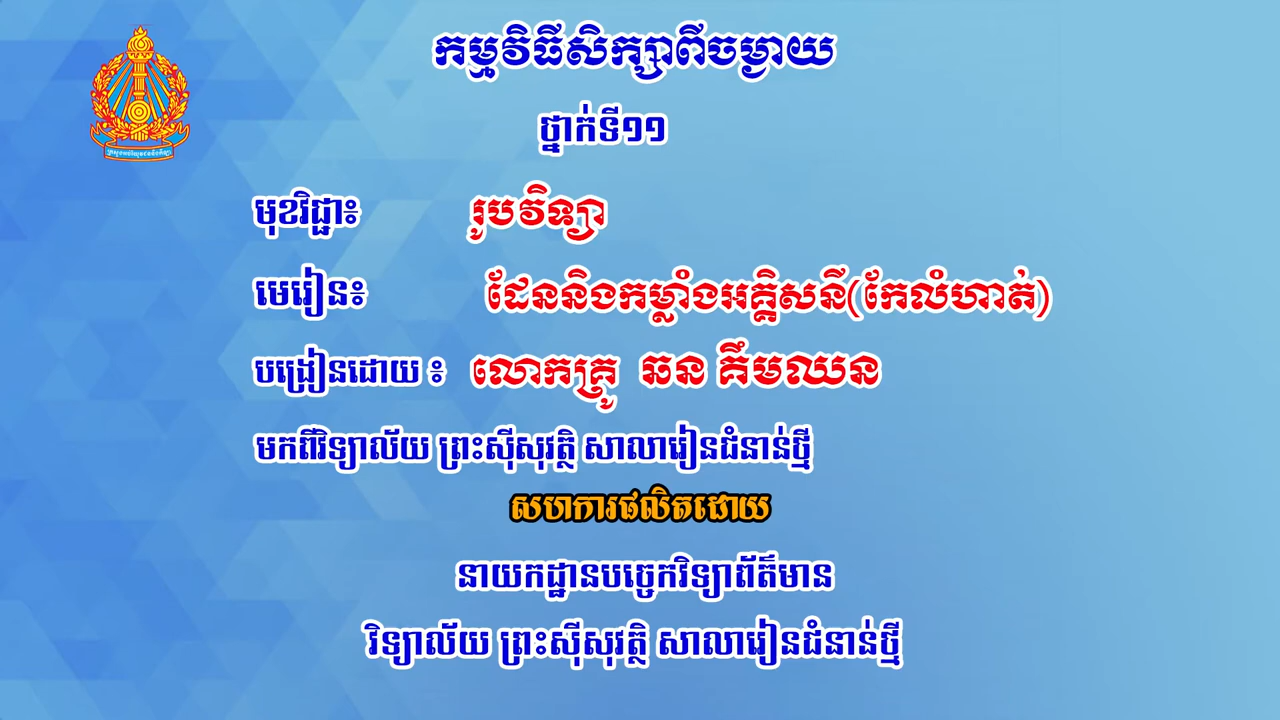 កម្មវិធីសិក្សាពីចម្ងាយ
ថ្នាក់ទី១១
មុខវិជ្ជា៖ រូបវិទ្យា
មេរៀន៖ ដែននិងកម្លាំងអគ្គិសនី(កែលំហាត់)
បង្រៀនដោយ ៖ លោកគ្រូ ឆន គឹមឈន
មកពីវិទ្យាល័យ ព្រះស៊ីសុវត្ថិ សាលារៀនជំនាន់ថ្មី
សហការផលិតដោយ
នាយកដ្ឋានបច្ចេកវិទ្យាព័ត៌មាន
វិទ្យាល័យ ព្រះស៊ីសុវត្ថិ សាលារៀនជំនាន់ថ្មី